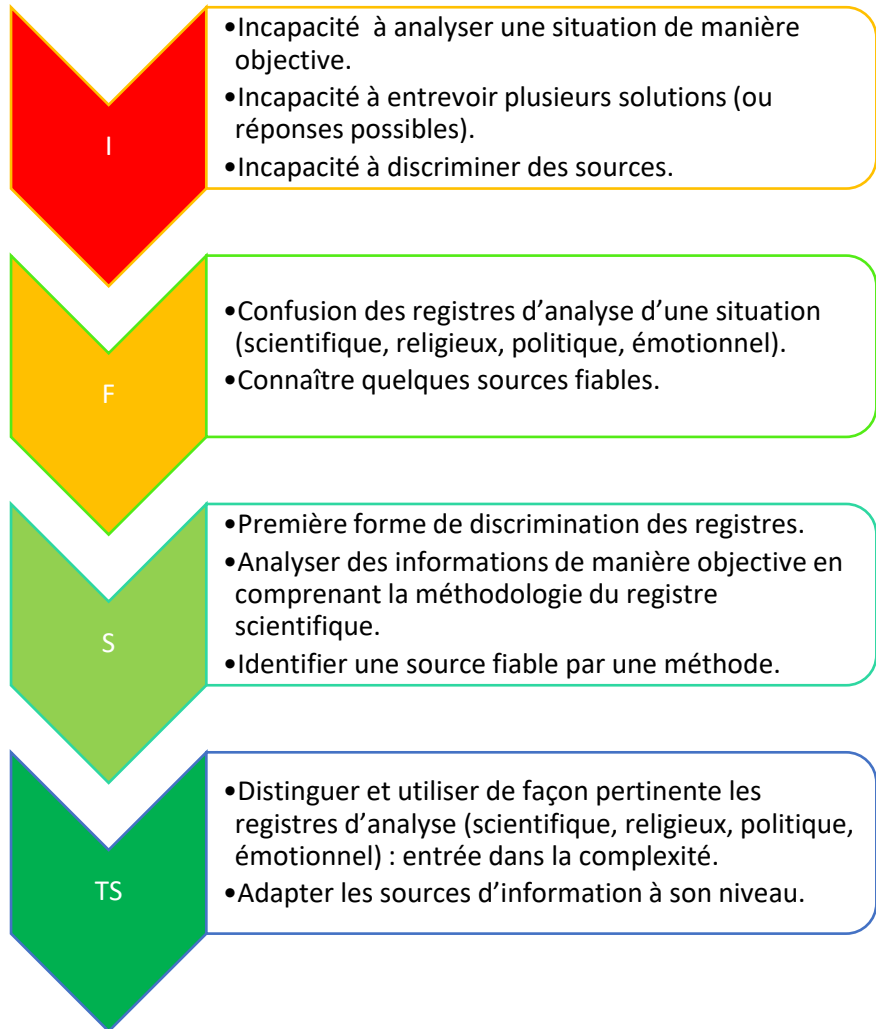 I
•Incapacité  à analyser une situation de manière
objective.
•Incapacité à entrevoir plusieurs solutions (ou
réponses possibles).
•Incapacité à discriminer des sources.
F
•Confusion des registres d’analyse d’une situation
(scientifique, religieux, politique, émotionnel).
•Connaître quelques sources fiables.
S
•Première forme de discrimination des registres.
•Analyser des informations de manière objective en
comprenant la méthodologie du registre
scientifique.
•Identifier une source fiable par une méthode.
TS
•Distinguer et utiliser de façon pertinente les
registres d’analyse (scientifique, religieux, politique,
émotionnel) : entrée dans la complexité.
•Adapter les sources d’information à son niveau.